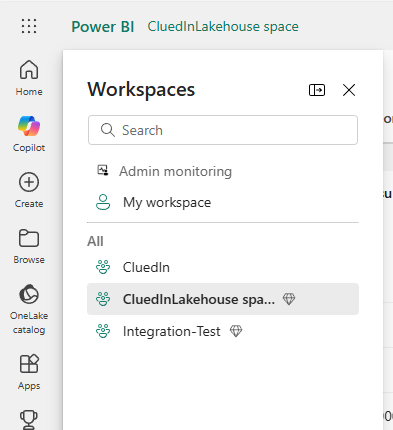 Power BI CluedInLakehouse space
Home
Copilot
Create
Browse
OneLake
catalog
Apps
Workspaces
Search
Admin monitoring
My workspace
All
CluedIn
CluedInLakehouse spa...
Integration-Test